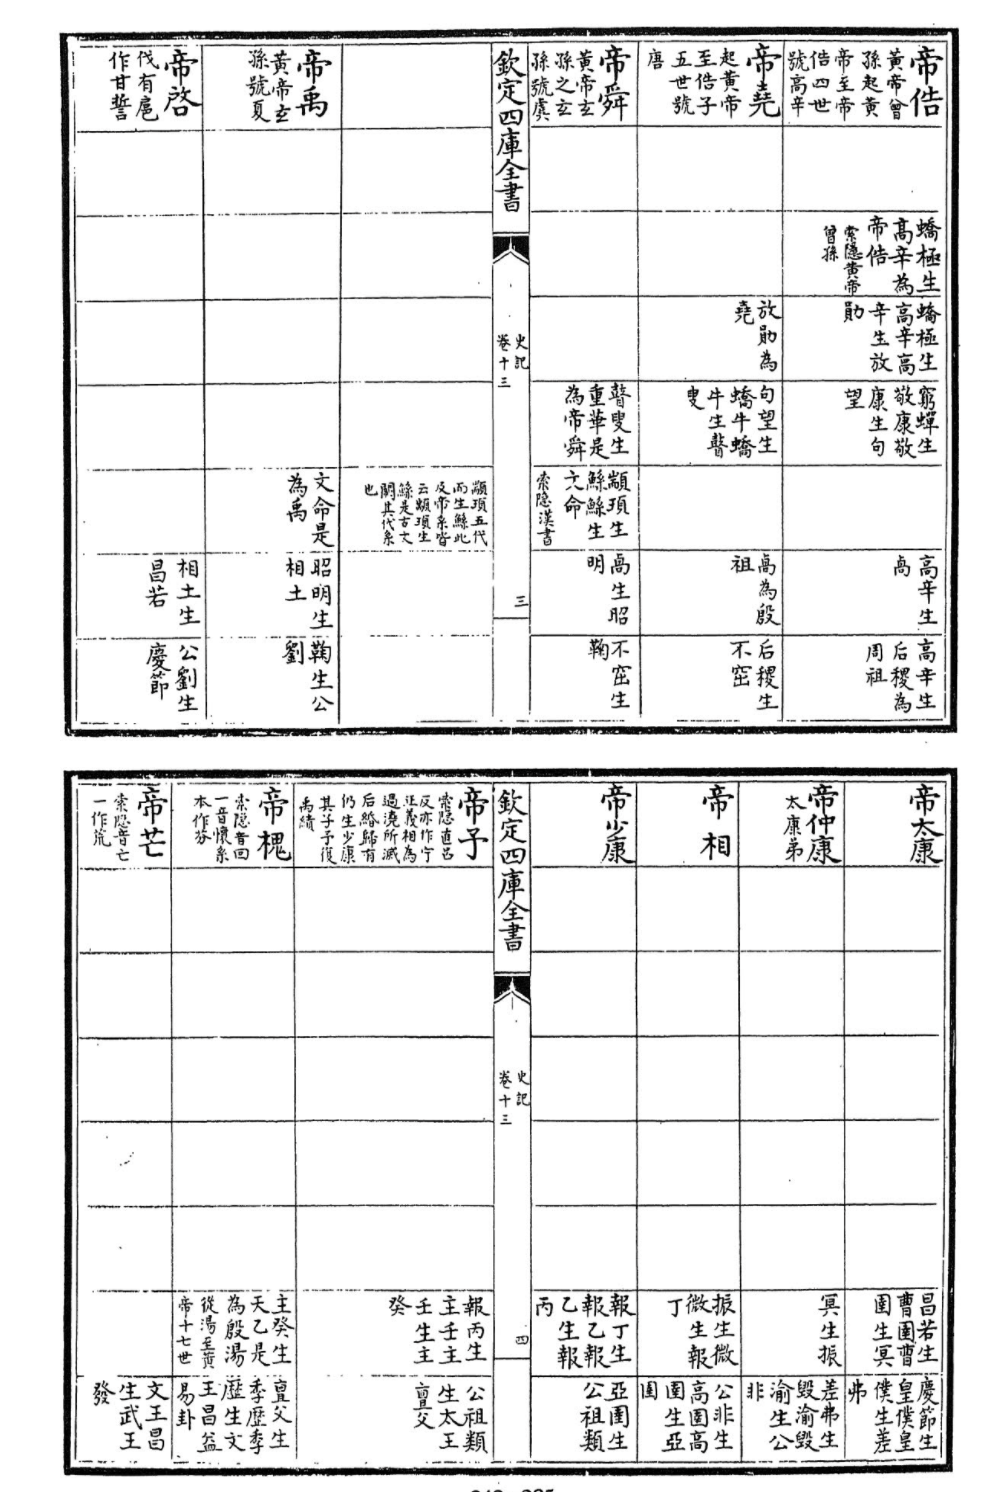 帝俈
黃帝曾
孫起黃
帝至帝
俈四世
號高辛
蟜極生
髙辛為
帝俈
索隱黄帝
曾孫
蟜極生
高辛高
辛生放
勛
窮蟬生
敬康敬
康生句
望
高辛生
卨
高辛生
后稷為
周祖
帝堯
起黄帝
至俈子
五世號
唐
放勛為
堯
句望生
蟜牛蟜
牛生瞽
叟
卨為殷
祖
后稷生
不窋
帝舜
黃帝玄
孫之玄
孫號虞
瞽叟生
重華是
為帝舜
顓頊生
鯀鯀生
文命
索隱漢書
卨生昭
明
不窋生
鞠
欽定四庫全書
史記
卷十三
三
顓頊五代
而生鯀此
及帝系皆
云顓頊生
鯀是古文
闕其代系
也
帝禹
黃帝玄
孫號夏
文命是
為禹
昭明生
相土
鞠生公
劉
帝啓
伐有扈
作甘誓
相土生
昌若
公劉生
慶節
帝太康
昌若生
曹圉曹
圉生冥
慶節生
皇僕皇
僕生差
弗
帝仲康
太康弟
冥生振
差弗生
毀渝毀
渝生公
非
帝相
振生微
微生報
丁
公非生
高圉高
圉生亞
圉
帝少康
報丁生
報乙報
乙生報
丙
亞圉生
公祖類
欽定四庫全書
史記
卷十三
四
帝予
索隱直呂
反亦作宁
正義相為
過澆所滅
后緡歸有
仍生少康
其子予復
禹績
報丙生
主壬主
壬生主
癸
公祖類
生太王
亶父
帝槐
索隱音回
一音懷系
本作芬
主癸生
天乙是
為殷湯
從湯至黄
帝十七世
亶父生
季歷季
歷生文
王昌益
易卦
帝芒
索隱音亡
一作荒
文王昌
生武王
發